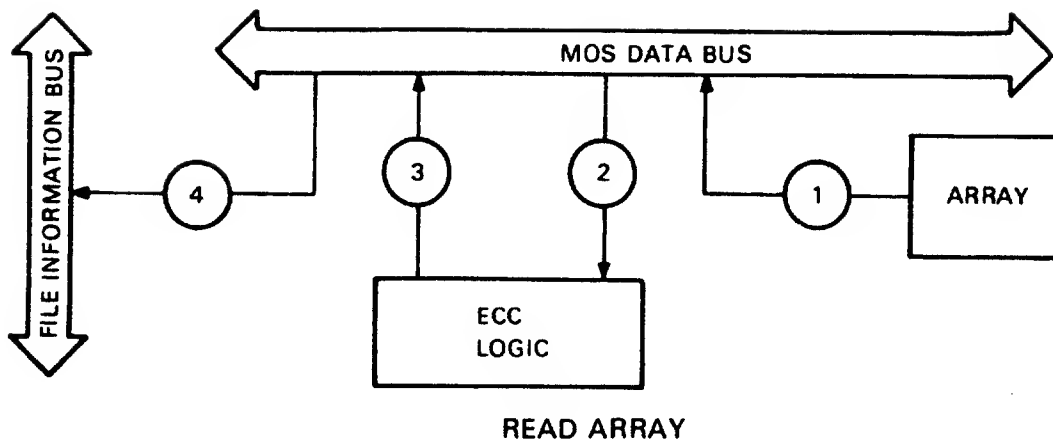 MOS DATA BUS
FILE INFORMATION BUS
4
3
2
1
ARRAY
ECC
LOGIC
READ ARRAY